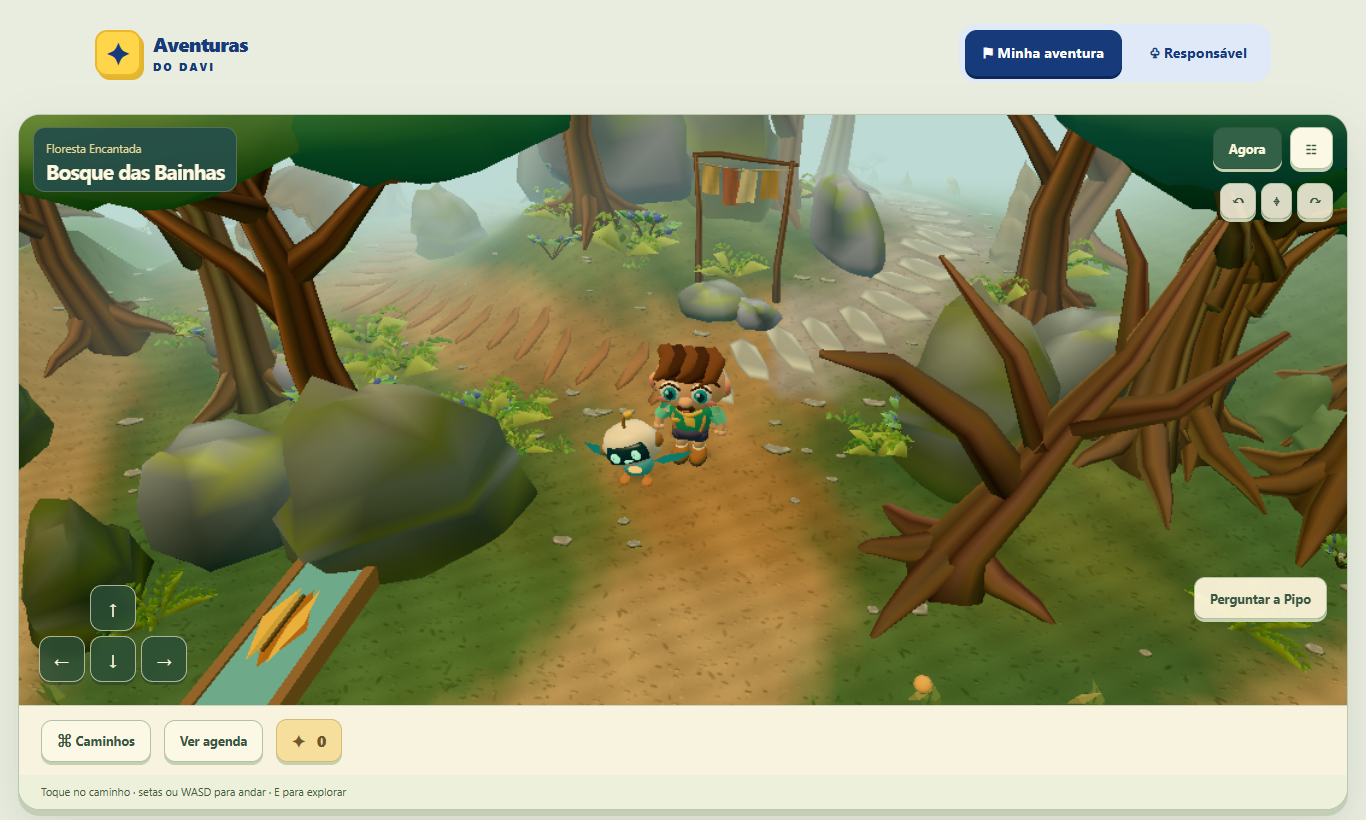 Aventuras
DO DAVI
Minha aventura
Responsável
Floresta Encantada
Bosque das Bainhas
Agora
Perguntar a Pipo
Caminhos
Ver agenda
0
Toque no caminho · setas ou WASD para andar · E para explorar